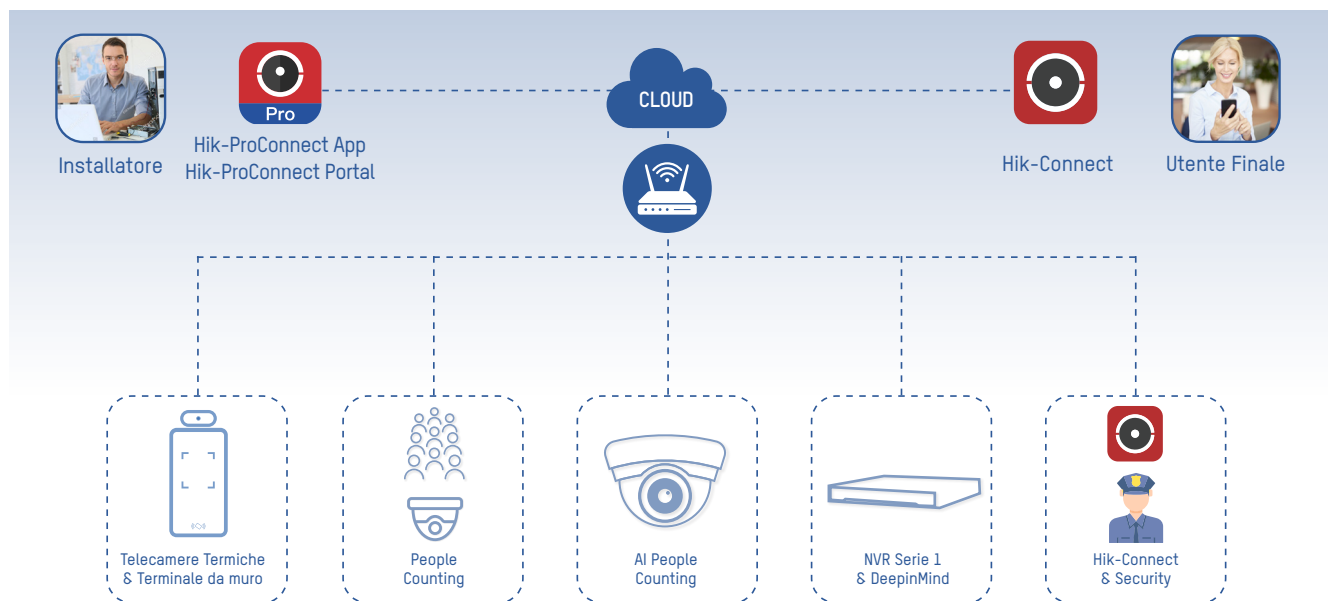 CLOUD
Pro
Installatore
Hik-ProConnect App
Hik-ProConnect Portal
Hik-Connect
Utente Finale
Telecamere Termiche
& Terminale da muro
People
Counting
AI People
Counting
NVR Serie 1
& DeepinMind
Hik-Connect
& Security